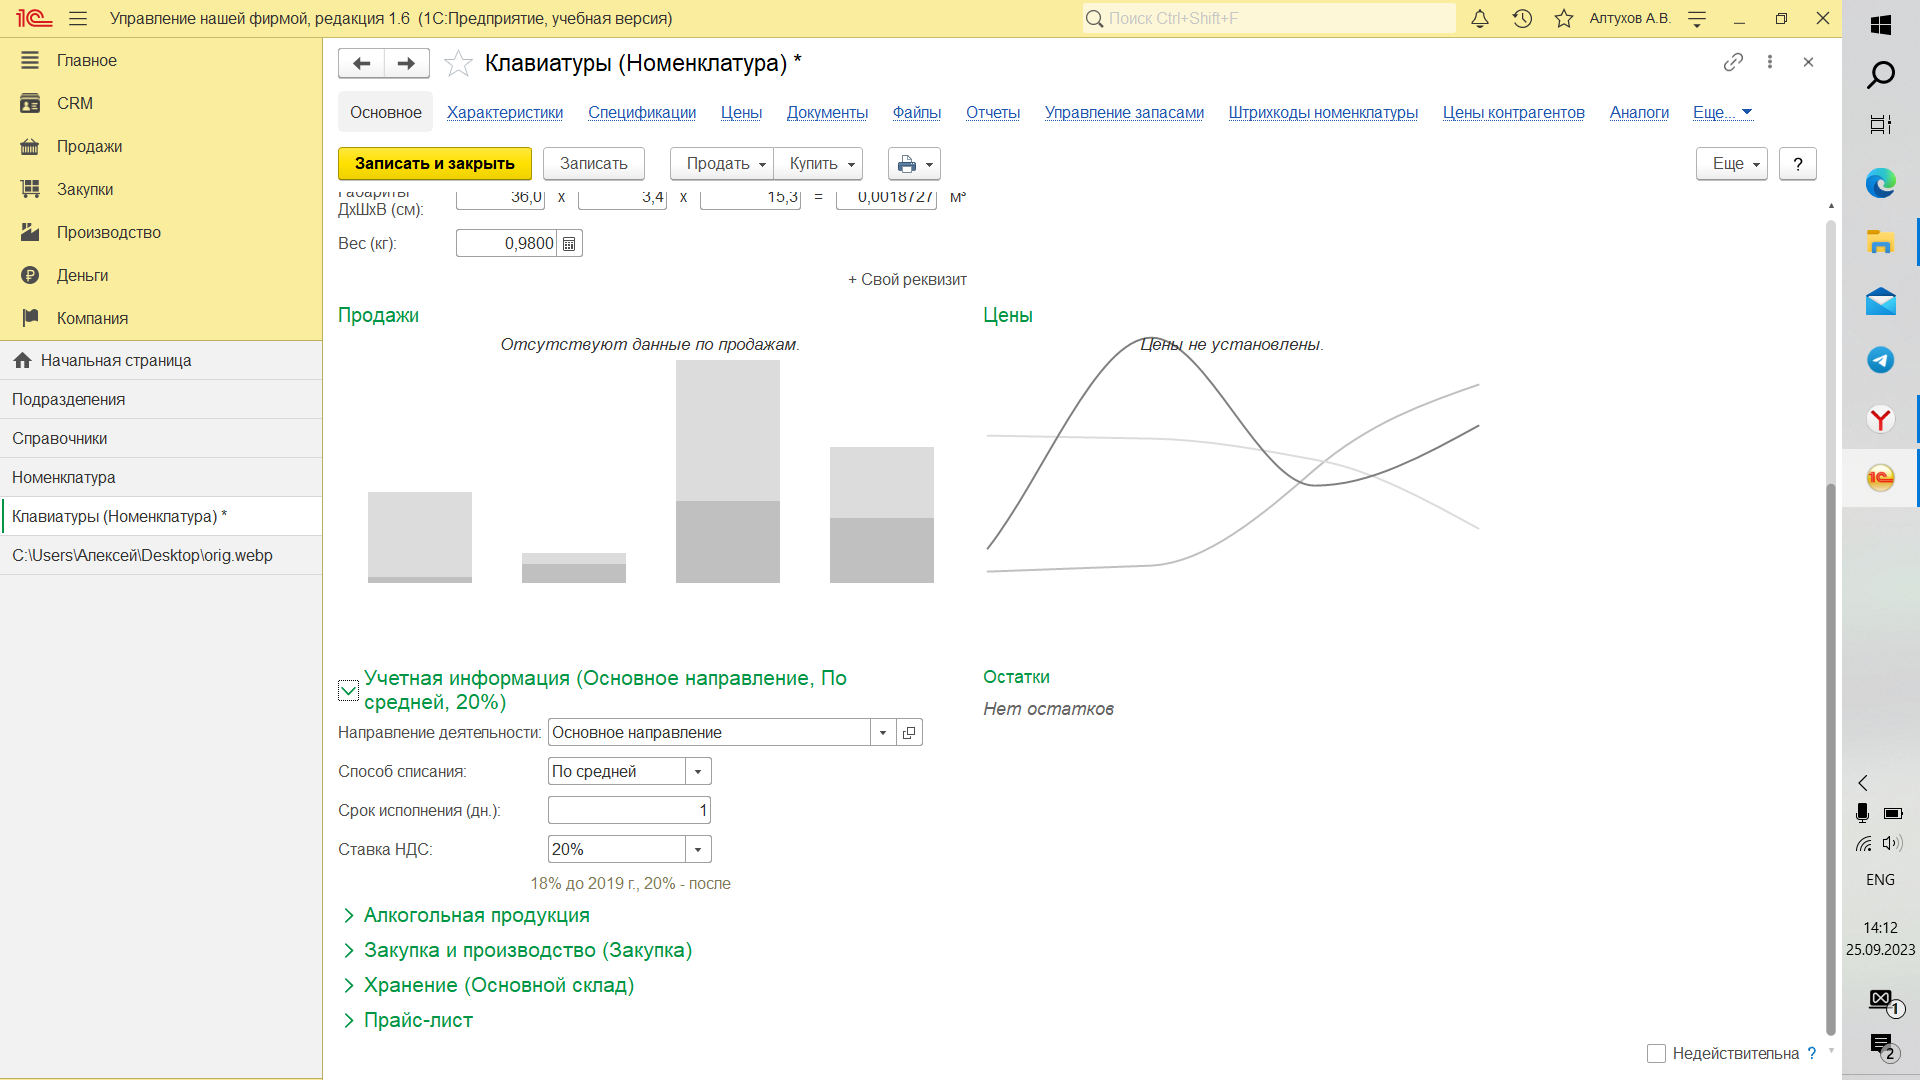 Управление нашей фирмой, редакция 1.6 (1С:Предприятие, учебная версия)
Поиск Ctrl+Shift+F
Алтухов А.В.
Главное
CRM
Продажи
Закупки
Производство
Деньги
Компания
Начальная страница
Подразделения
Справочники
Номенклатура
Клавиатуры (Номенклатура) *
C:\Users\Алексей\Desktop\orig.webp
Клавиатуры (Номенклатура) *
Основное Характеристики Спецификации Цены Документы Файлы Отчеты Управление запасами Штрихкоды номенклатуры Цены контрагентов Аналоги Еще...
Записать и закрыть Записать Продать Купить Еще ?
Габариты
ДхШхВ (см): 36,0 x 3,4 x 15,3 = 0,0018727 м³
Вес (кг): 0,9800
+ Свой реквизит
Продажи
Отсутствуют данные по продажам.
Цены
Цены не установлены.
Учетная информация (Основное направление, По
средней, 20%)
Направление деятельности: Основное направление
Способ списания: По средней
Срок исполнения (дн.): 1
Ставка НДС: 20%
18% до 2019 г., 20% - после
Алкогольная продукция
Закупка и производство (Закупка)
Хранение (Основной склад)
Прайс-лист
Остатки
Нет остатков
Недействительна ?
ENG
14:12
25.09.2023
1
2